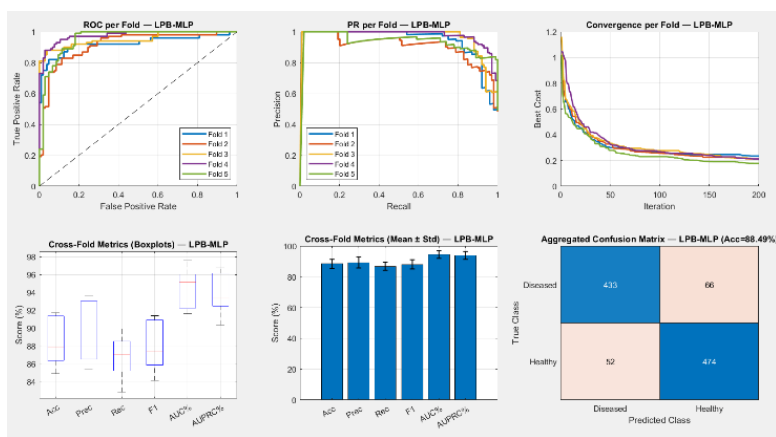 ROC per Fold — LPB-MLP
True Positive Rate
1
0.8
0.6
0.4
0.2
0
0 0.2 0.4 0.6 0.8 1
False Positive Rate
Fold 1
Fold 2
Fold 3
Fold 4
Fold 5
PR per Fold — LPB-MLP
Precision
1
0.8
0.6
0.4
0.2
0
0 0.2 0.4 0.6 0.8 1
Recall
Fold 1
Fold 2
Fold 3
Fold 4
Fold 5
Convergence per Fold — LPB-MLP
Best Cost
1.2
1
0.8
0.6
0.4
0.2
0
0 50 100 150 200
Iteration
Cross-Fold Metrics (Boxplots) — LPB-MLP
Score (%)
98
96
94
92
90
88
86
84
Acc Prec Rec F1 AUC% AUPRC%
Cross-Fold Metrics (Mean ± Std) — LPB-MLP
Score (%)
100
80
60
40
20
0
Acc Prec Rec F1 AUC% AUPRC%
Aggregated Confusion Matrix — LPB-MLP (Acc=88.49%)
True Class
Diseased 433 66
Healthy 52 474
Diseased Healthy
Predicted Class